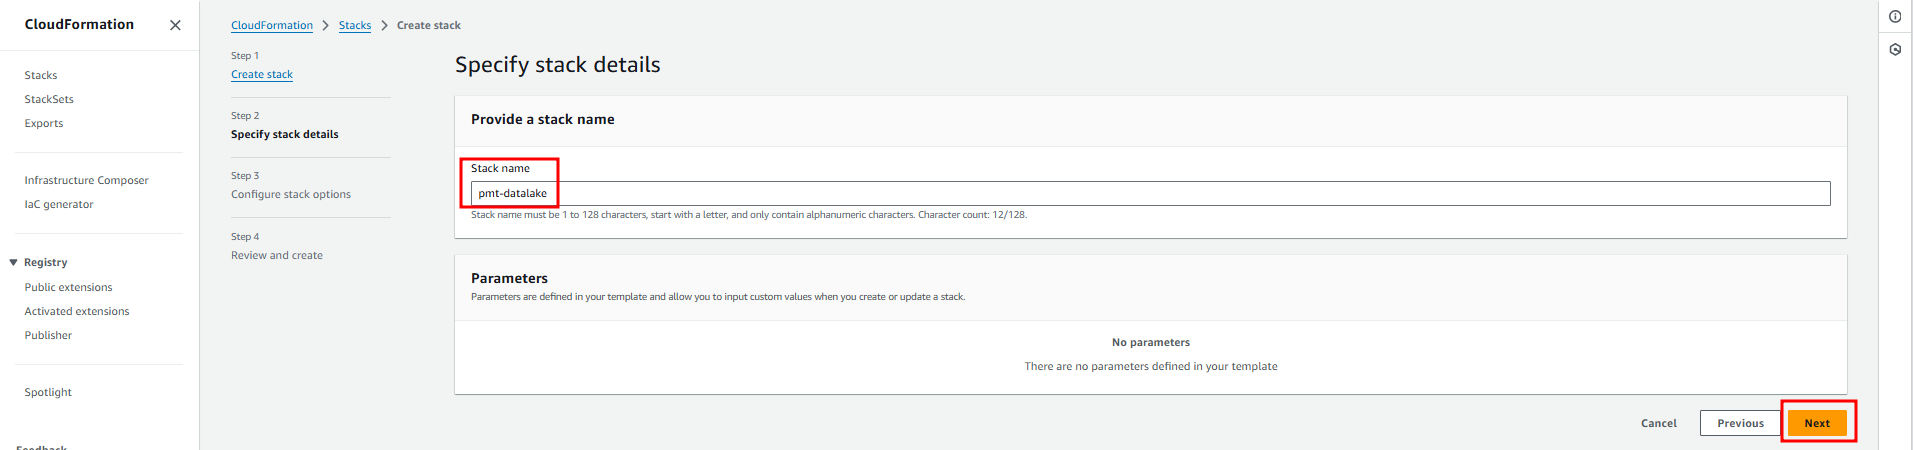 CloudFormation
Stacks
StackSets
Exports
Infrastructure Composer
IaC generator
Registry
Public extensions
Activated extensions
Publisher
Spotlight
Feedback
CloudFormation > Stacks > Create stack
Step 1
Create stack
Step 2
Specify stack details
Step 3
Configure stack options
Step 4
Review and create
Specify stack details
Provide a stack name
Stack name
pmt-datalake
Stack name must be 1 to 128 characters, start with a letter, and only contain alphanumeric characters. Character count: 12/128.
Parameters
Parameters are defined in your template and allow you to input custom values when you create or update a stack.
No parameters
There are no parameters defined in your template
Cancel
Previous
Next